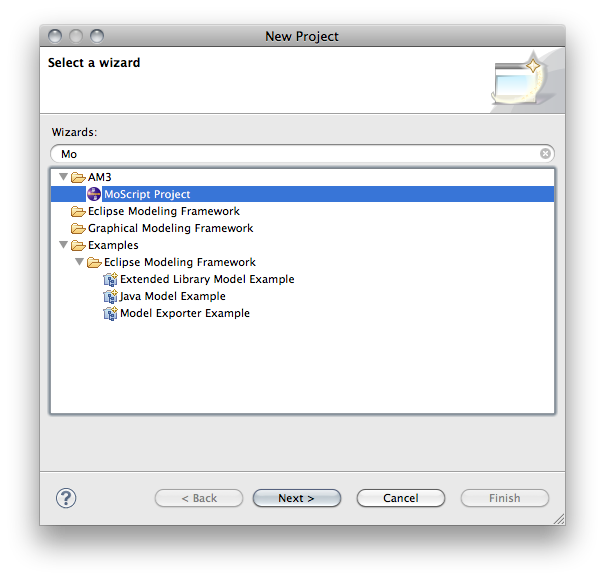 New Project
Select a wizard
Wizards:
Mo
AM3
MoScript Project
Eclipse Modeling Framework
Graphical Modeling Framework
Examples
Eclipse Modeling Framework
Extended Library Model Example
Java Model Example
Model Exporter Example
? < Back Next > Cancel Finish